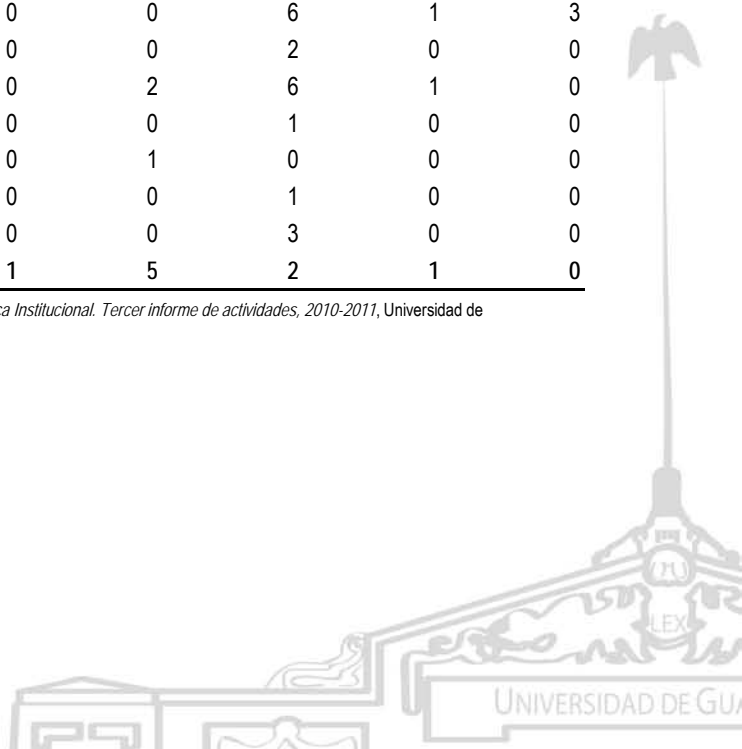 0 0 6 1 3
0 0 2 0 0
0 2 6 1 0
0 0 1 0 0
0 1 0 0 0
0 0 1 0 0
0 0 3 0 0
1 5 2 1 0
Institucional. Tercer informe de actividades, 2010-2011, Universidad de
LEX
UNIVERSIDAD DE